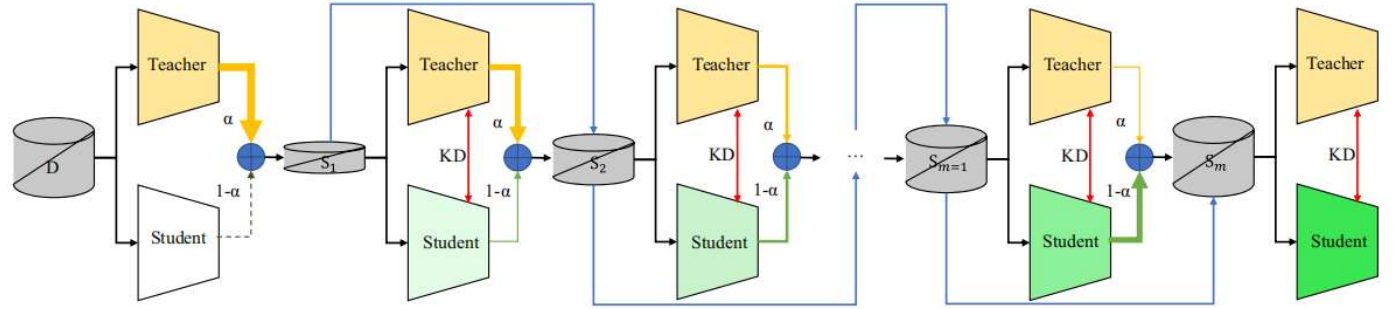 Teacher
α
D
1-α
Student
S1
Teacher
α
KD
1-α
Student
S2
Teacher
α
KD
1-α
Student
...
Sm=1
Teacher
α
KD
1-α
Student
Sm
Teacher
KD
Student